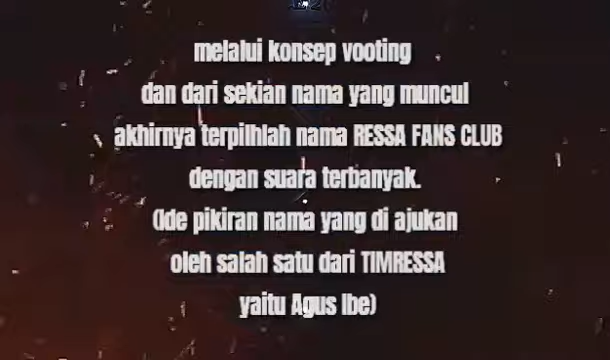 melalui konsep vooting
dan dari sekian nama yang muncul
akhirnya terpilhlah nama RESSA FANS CLUB
dengan suara terbanyak.
(Ide pikiran nama yang di ajukan
oleh salah satu dari TIMRESSA
yaitu Agus Ibe)